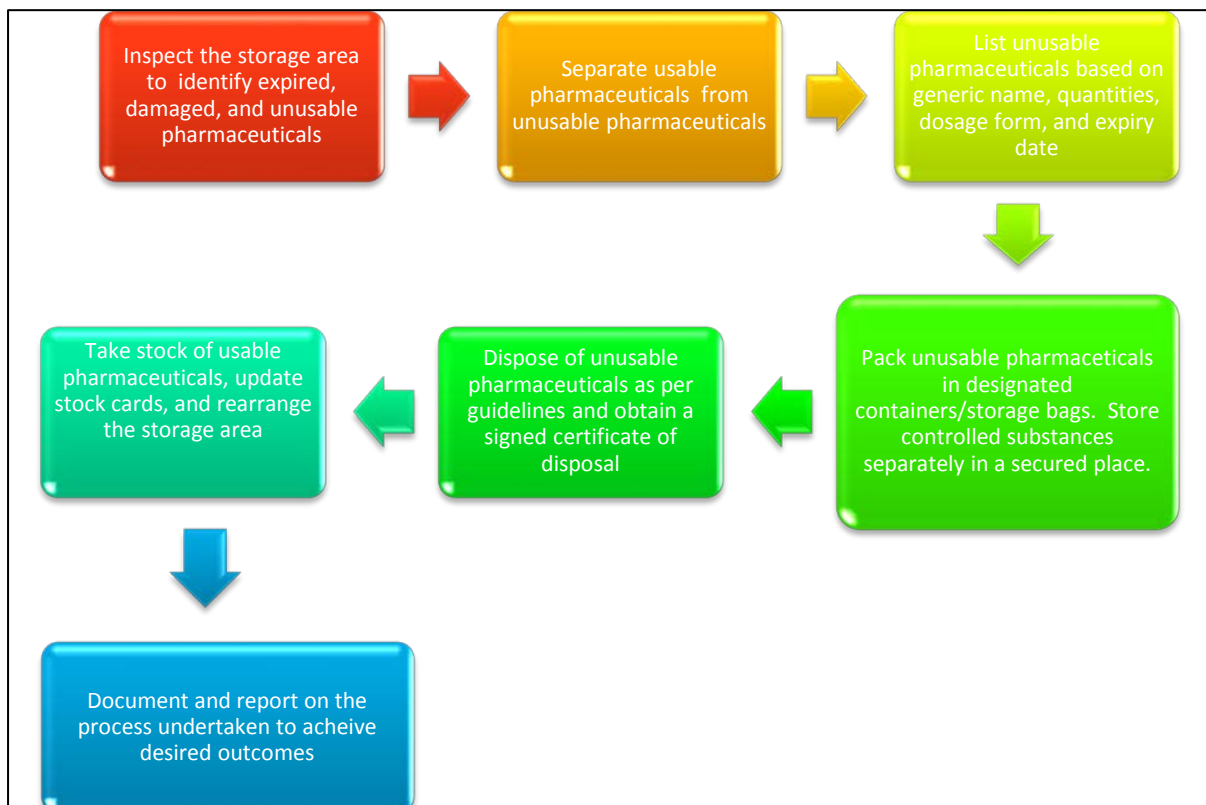 Inspect the storage area
to identify expired,
damaged, and unusable
pharmaceuticals
Separate usable
pharmaceuticals from
unusable pharmaceuticals
List unusable
pharmaceuticals based on
generic name, quantities,
dosage form, and expiry
date
Pack unusable pharmaceticals
in designated
containers/storage bags. Store
controlled substances
separately in a secured place.
Dispose of unusable
pharmaceuticals as per
guidelines and obtain a
signed certificate of
disposal
Take stock of usable
pharmaceuticals, update
stock cards, and rearrange
the storage area
Document and report on the
process undertaken to acheive
desired outcomes